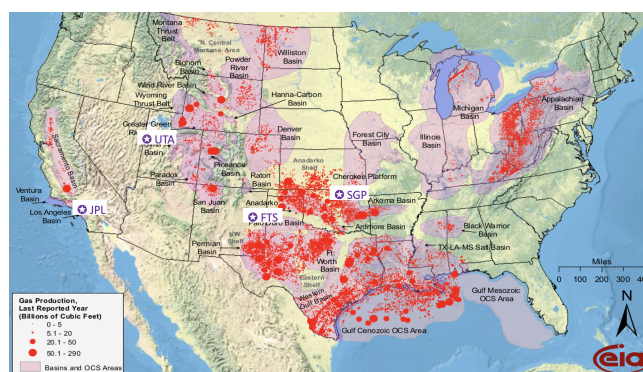 Montana
Thrust
Belt
"N. Central
Montana Area"
Williston
Basin
Powder
River
Basin
Bighorn
Basin
Wind River Basin
Wyoming
Thrust Belt
Hanna-Carbon
Basin
Greater Green
UTA
Basin
Denver
Basin
Piceance
Basin
Paradox
Basin
San Juan
Basin
Raton
Basin
Forest City
Basin
Illinois
Basin
Michigan
Basin
Appalachian
Basin
Sacramento Basin
Ventura
Basin
Los Angeles
Basin
JPL
Anadarko
Shelf
Cherokee Platform
SGP
Arkoma Basin
Anadarko
FTS
Palo Duro Basin
Ardmore Basin
Black Warrior
Basin
TX-LA-MS Salt Basin
NW
Shelf
Permian
Basin
Ft.
Worth
Basin
Eastern
Shelf
Western
Gulf Basin
Gulf Mesozoic
OCS Area
Gulf Cenozoic OCS Area
Miles
0 100 200 300 400
Gas Production,
Last Reported Year
(Billions of Cubic Feet)
0 - 5
5.1 - 20
20.1 - 50
50.1 - 290
Basins and OCS Areas
eia